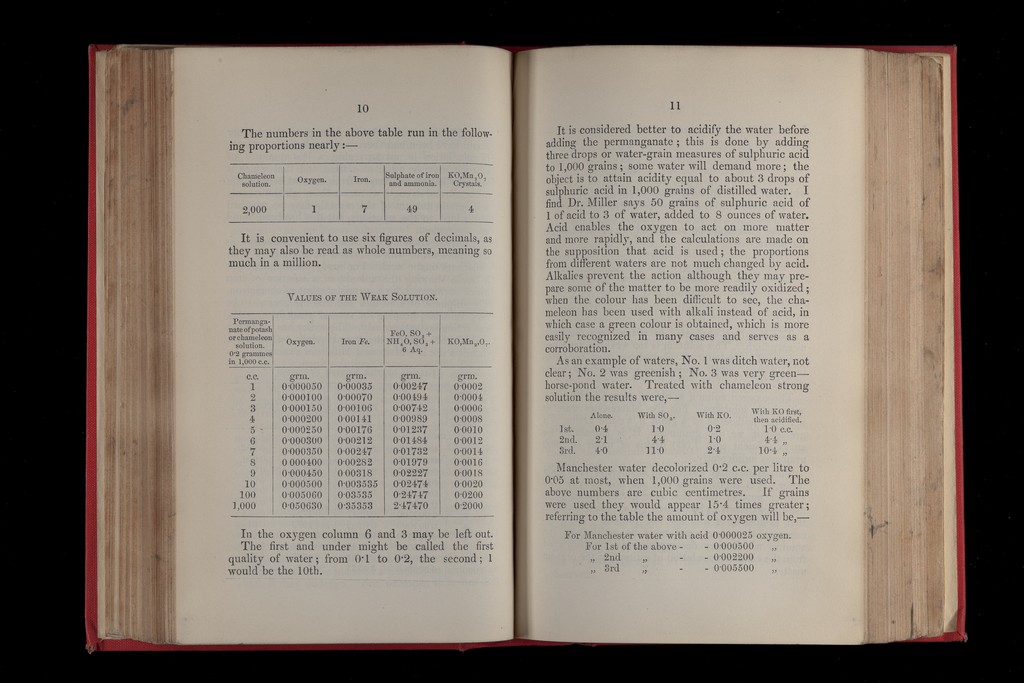 10
The numbers in the above table run in the follow-
ing proportions nearly:—
Chameleon solution. Oxygen. Iron. Sulphate of iron and ammonia. KO,Mn₂O₇ Crystals.
2,000 1 7 49 4
It is convenient to use six figures of decimals, as
they may also be read as whole numbers, meaning so
much in a million.
VALUES OF THE WEAK SOLUTION.
Permanga-
nate of potash
or chameleon
solution.
0·2 grammes
in 1,000 c.c.
Oxygen. Iron Fe. FeO, SO₃ + NH₄O, SO₃ + 6 Aq. KO,Mn₂,O₇.
c.c. grm. grm. grm. grm.
1 0·000050 0·00035 0·00247 0·0002
2 0·000100 0·00070 0·00494 0·0004
3 0·000150 0·00106 0·00742 0·0006
4 0·000200 0·00141 0·00989 0·0008
5 0·000250 0·00176 0·01237 0·0010
6 0·000300 0·00212 0·01484 0·0012
7 0·000350 0·00247 0·01732 0·0014
8 0·000400 0·00282 0·01979 0·0016
9 0·000450 0·00318 0·02227 0·0018
10 0·000500 0·003535 0·02474 0·0020
100 0·005060 0·03535 0·24747 0·0200
1,000 0·050630 0·35353 2·47470 0·2000
In the oxygen column 6 and 3 may be left out.
The first and under might be called the first
quality of water; from 0·1 to 0·2, the second; 1
would be the 10th.
11
It is considered better to acidify the water before
adding the permanganate; this is done by adding
three drops or water-grain measures of sulphuric acid
to 1,000 grains; some water will demand more; the
object is to attain acidity equal to about 3 drops of
sulphuric acid in 1,000 grains of distilled water. I
find Dr. Miller says 50 grains of sulphuric acid of
1 of acid to 3 of water, added to 8 ounces of water.
Acid enables the oxygen to act on more matter
and more rapidly, and the calculations are made on
the supposition that acid is used; the proportions
from different waters are not much changed by acid.
Alkalies prevent the action although they may pre-
pare some of the matter to be more readily oxidized;
when the colour has been difficult to see, the cha-
meleon has been used with alkali instead of acid, in
which case a green colour is obtained, which is more
easily recognized in many cases and serves as a
corroboration.
As an example of waters, No. 1 was ditch water, not
clear; No. 2 was greenish; No. 3 was very green—
horse-pond water. Treated with chameleon strong
solution the results were,—
Alone. With SO₃. With KO. With KO first, then acidified.
1st. 0·4 1·0 0·2 1·0 c.c.
2nd. 2·1 4·4 1·0 4·4 „
3rd. 4·0 11·0 2·4 10·4 „
Manchester water decolorized 0·2 c.c. per litre to
0·05 at most, when 1,000 grains were used. The
above numbers are cubic centimetres. If grains
were used they would appear 15·4 times greater;
referring to the table the amount of oxygen will be,—
For Manchester water with acid 0·000025 oxygen.
For 1st of the above - - 0·000500 „
„ 2nd „ - - 0·002200 „
„ 3rd „ - - 0·005500 „